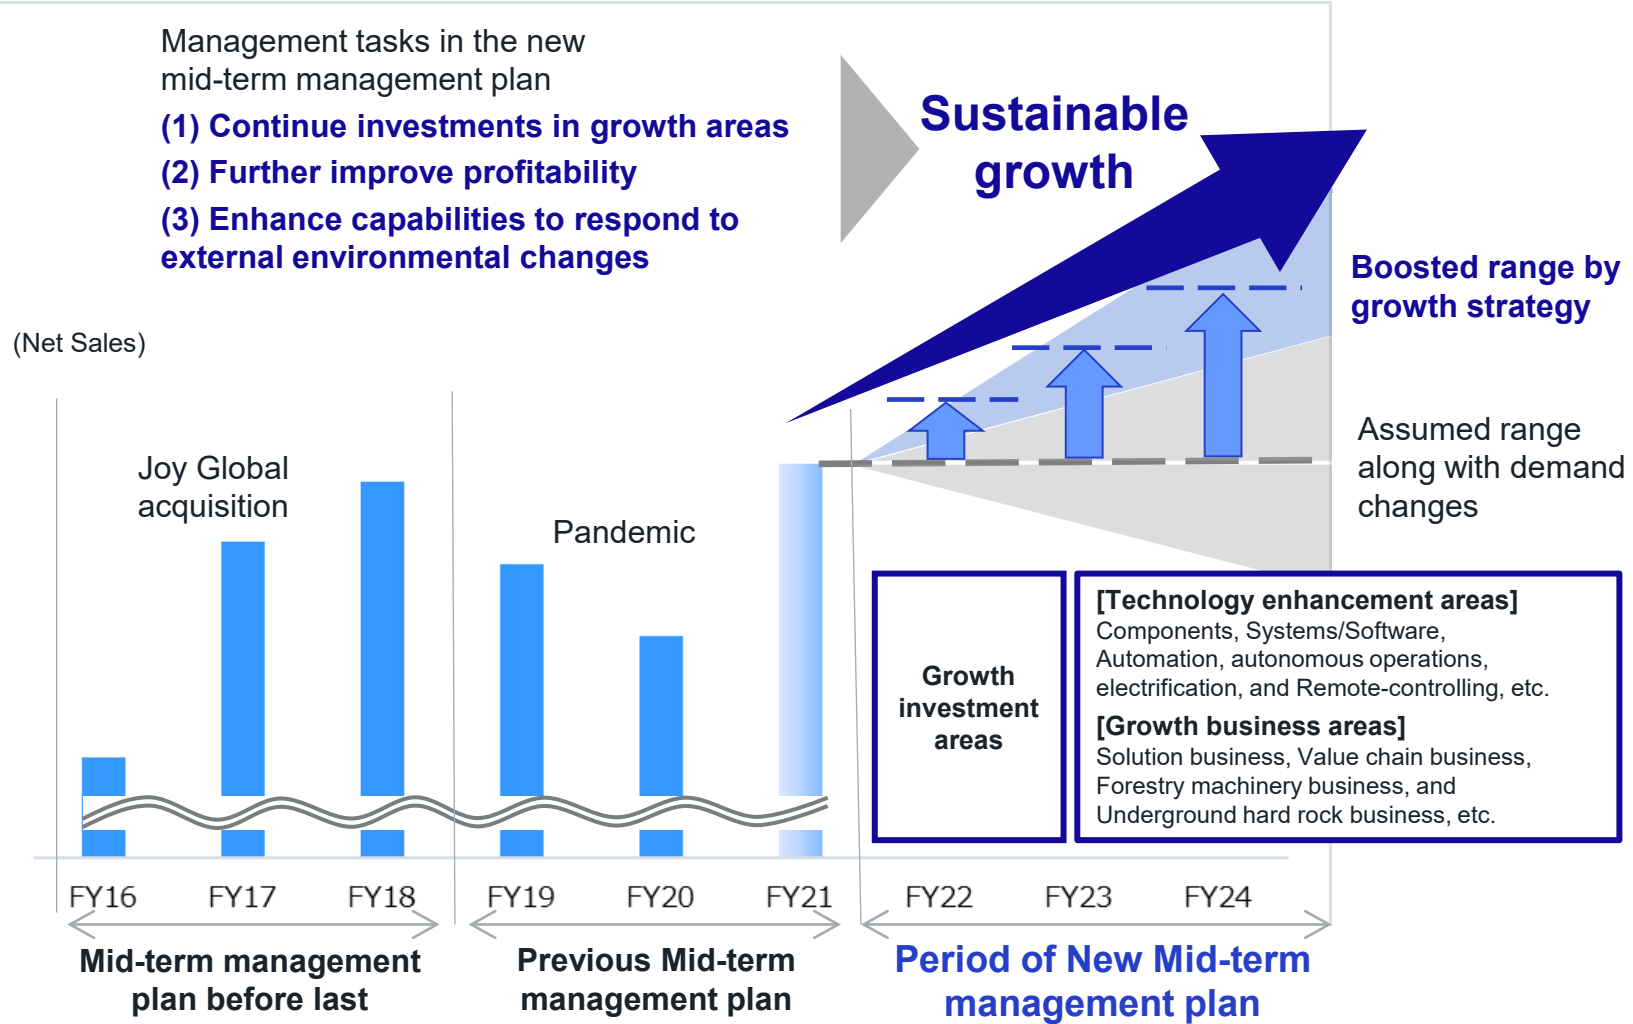 Management tasks in the new
mid-term management plan
(1) Continue investments in growth areas
(2) Further improve profitability
(3) Enhance capabilities to respond to
external environmental changes
Sustainable
growth
Boosted range by
growth strategy
(Net Sales)
Assumed range
along with demand
changes
Joy Global
acquisition
Pandemic
Growth
investment
areas
[Technology enhancement areas]
Components, Systems/Software,
Automation, autonomous operations,
electrification, and Remote-controlling, etc.
[Growth business areas]
Solution business, Value chain business,
Forestry machinery business, and
Underground hard rock business, etc.
FY16 FY17 FY18 FY19 FY20 FY21 FY22 FY23 FY24
Mid-term management
plan before last
Previous Mid-term
management plan
Period of New Mid-term
management plan